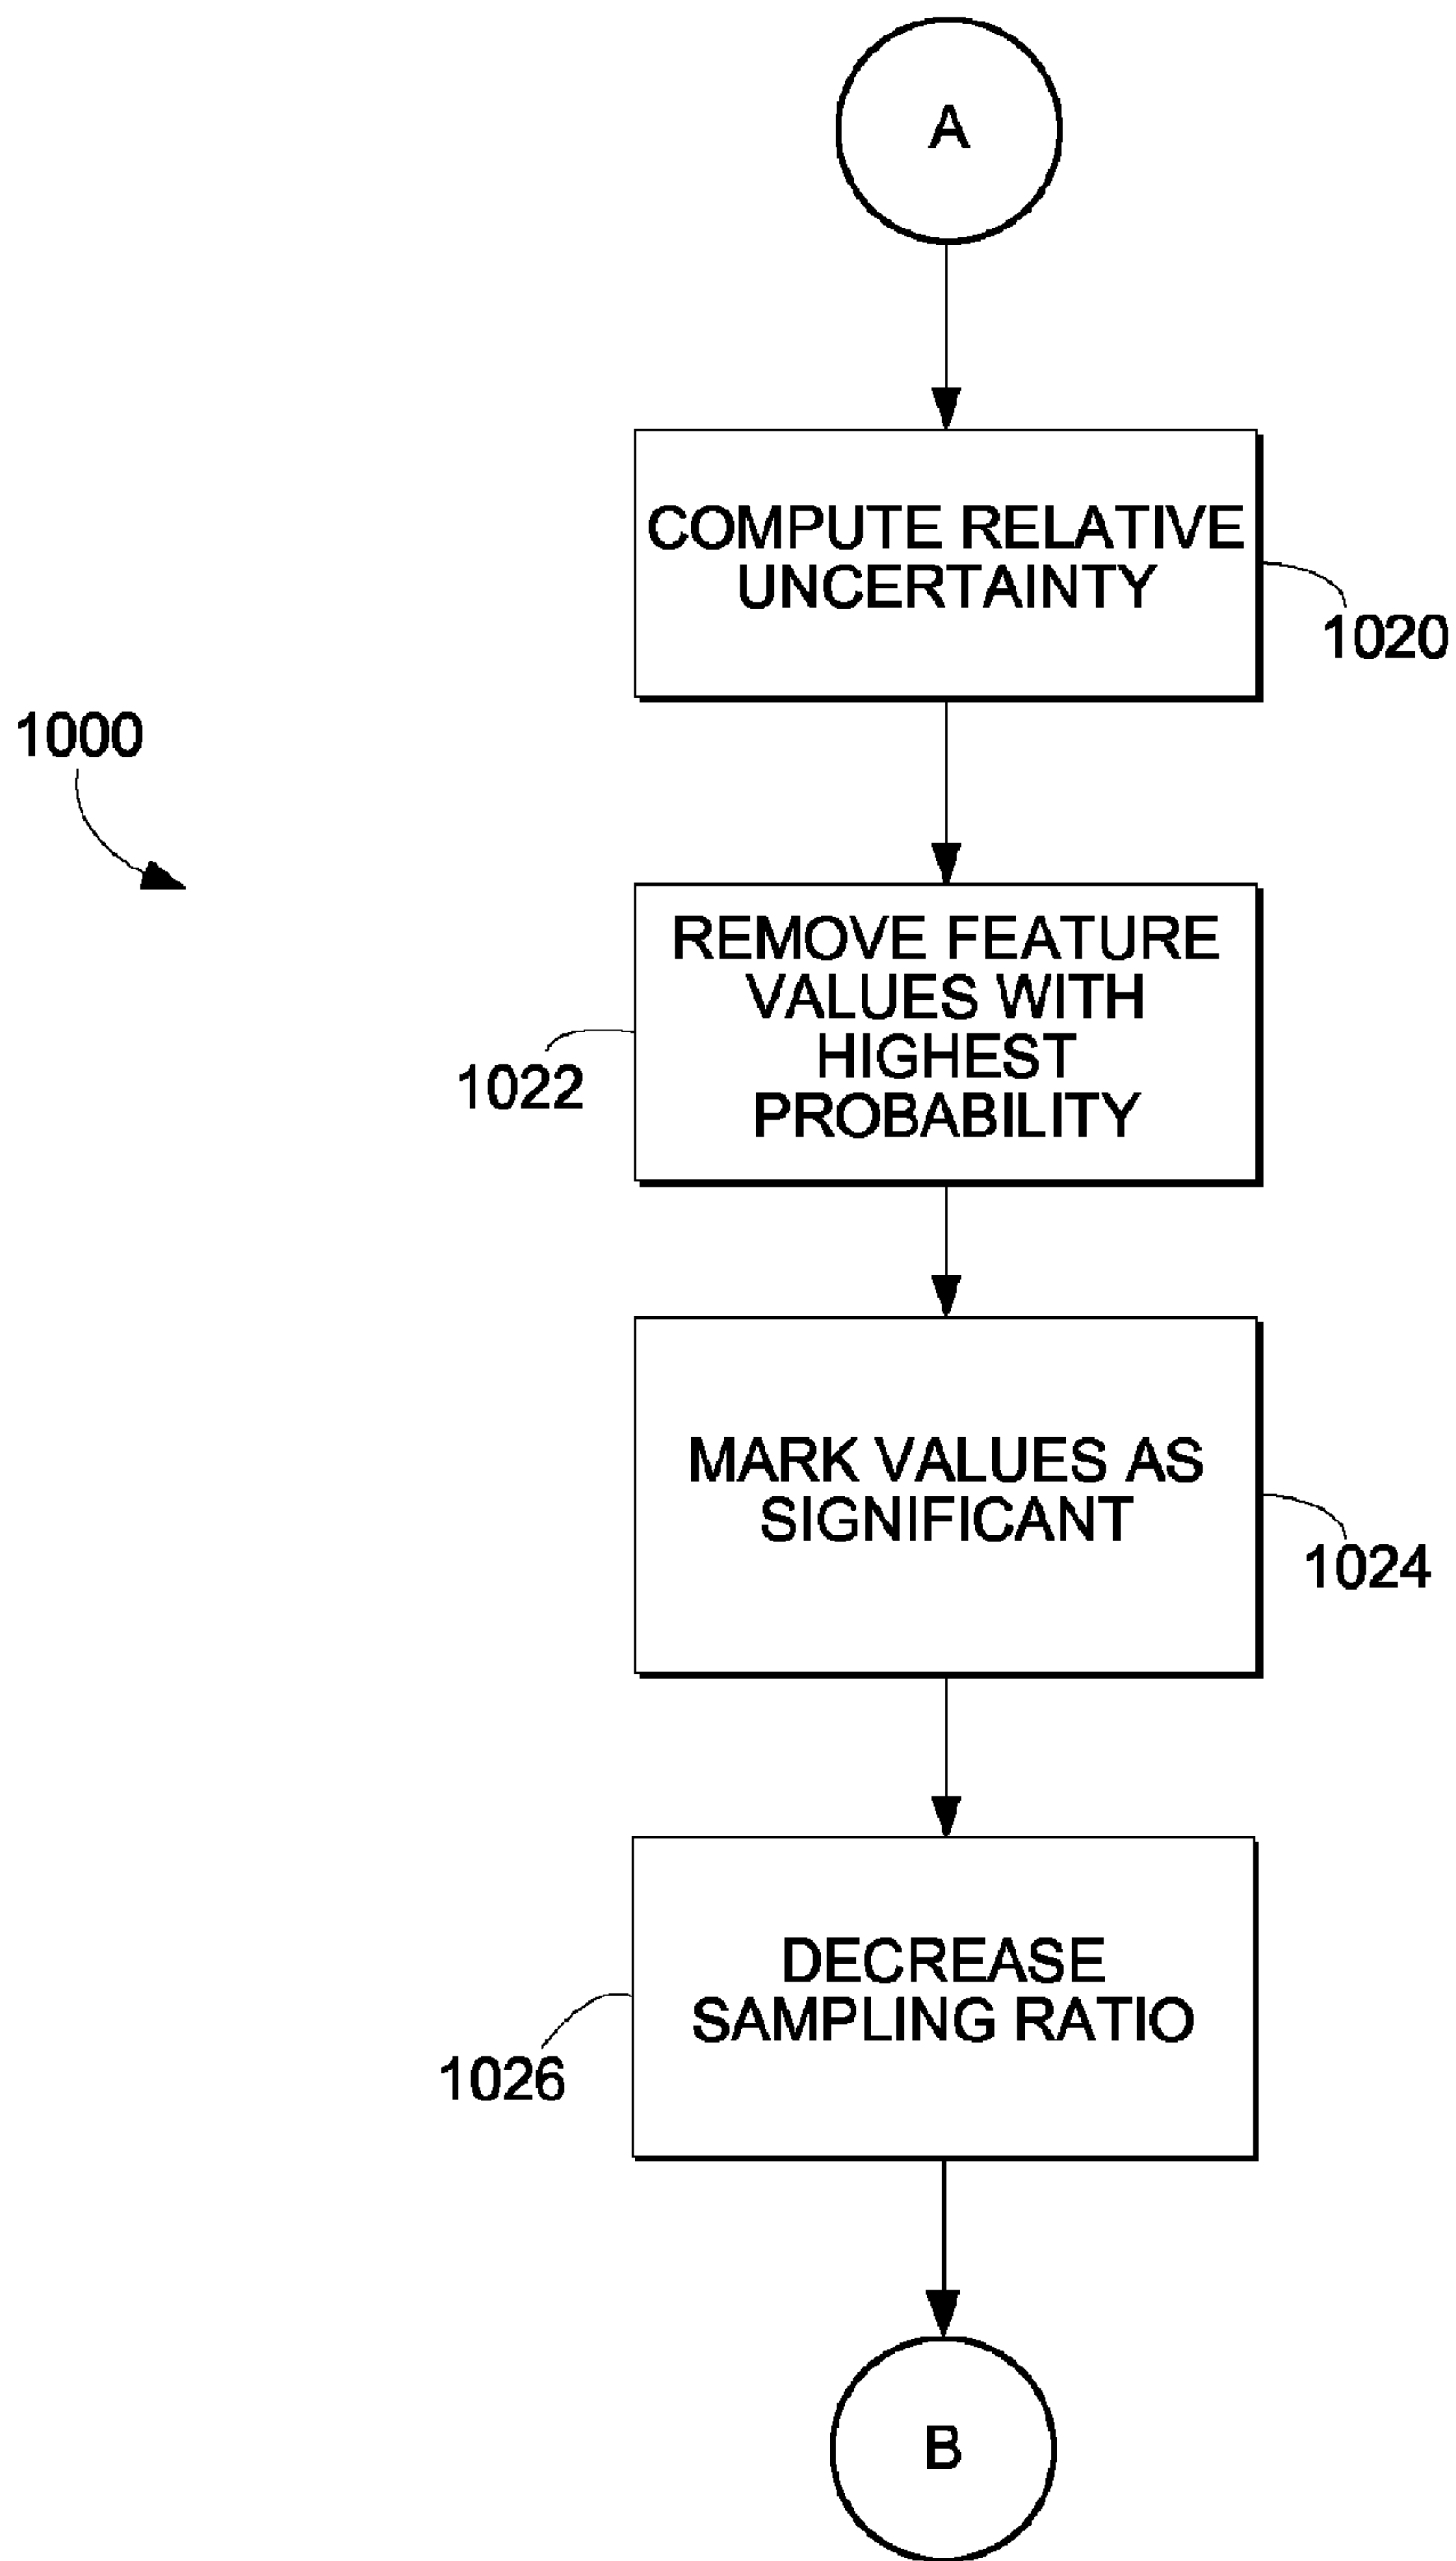 A
COMPUTE RELATIVE
UNCERTAINTY
1020
1000
REMOVE FEATURE
VALUES WITH
HIGHEST
PROBABILITY
1022
MARK VALUES AS
SIGNIFICANT
1024
DECREASE
SAMPLING RATIO
1026
B